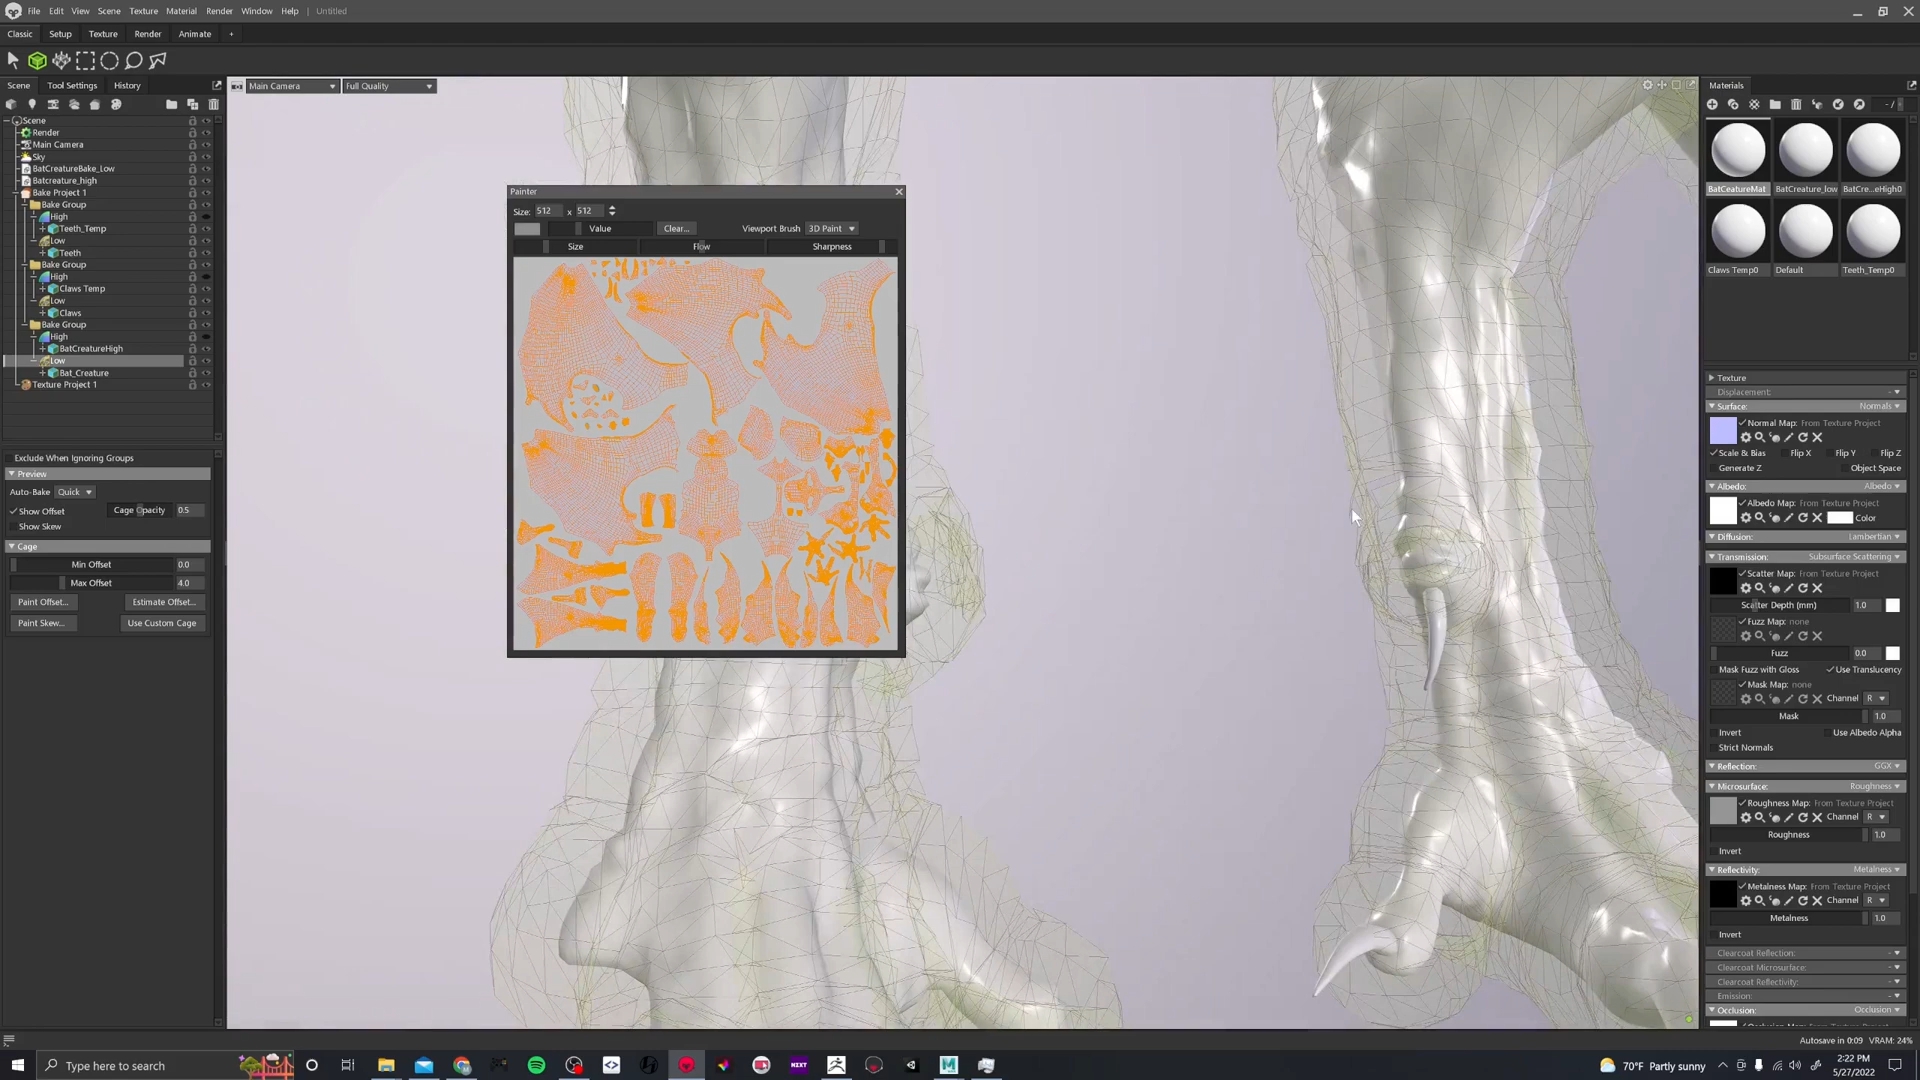 File Edit View Scene Texture Material Render Window Help Untitled
Classic Setup Texture Render Animate +
Scene Tool Settings History
Main Camera Full Quality
Scene
Render
Main Camera
Sky
BatCreatureBake_Low
Batcreature_high
Bake Project 1
Bake Group
High
Teeth_Temp
Low
Teeth
Bake Group
High
Claws Temp
Low
Claws
Bake Group
High
BatCreatureHigh
Low
Bat_Creature
Texture Project 1
Exclude When Ignoring Groups
Preview
Auto-Bake Quick
Show Offset Cage Opacity 0.5
Show Skew
Cage
Min Offset 0.0
Max Offset 4.0
Paint Offset... Estimate Offset...
Paint Skew... Use Custom Cage
Painter
Size: 512 x 512
Value Clear... Viewport Brush 3D Paint
Size Flow Sharpness
Materials
BatCeatureMat BatCreature_low BatCre...eHigh0
Claws Temp0 Default Teeth_Temp0
Texture
Displacement:
Surface: Normals
Normal Map: From Texture Project
Scale & Bias Flip X Flip Y Flip Z
Generate Z Object Space
Albedo: Albedo
Albedo Map: From Texture Project
Color
Diffusion: Lambertian
Transmission: Subsurface Scattering
Scatter Map: From Texture Project
Scatter Depth (mm) 1.0
Fuzz Map: none
Fuzz 0.0
Mask Fuzz with Gloss Use Translucency
Mask Map: none
Channel R
Mask 1.0
Invert Use Albedo Alpha
Strict Normals
Reflection: GGX
Microsurface: Roughness
Roughness Map: From Texture Project
Channel R
Roughness 1.0
Invert
Reflectivity: Metalness
Metalness Map: From Texture Project
Channel R
Metalness 1.0
Invert
Clearcoat Reflection:
Clearcoat Microsurface:
Clearcoat Reflectivity:
Emission:
Occlusion: Occlusion
Autosave in 0:09 VRAM: 24%
Type here to search
NXT
70°F Partly sunny
2:22 PM
5/27/2022